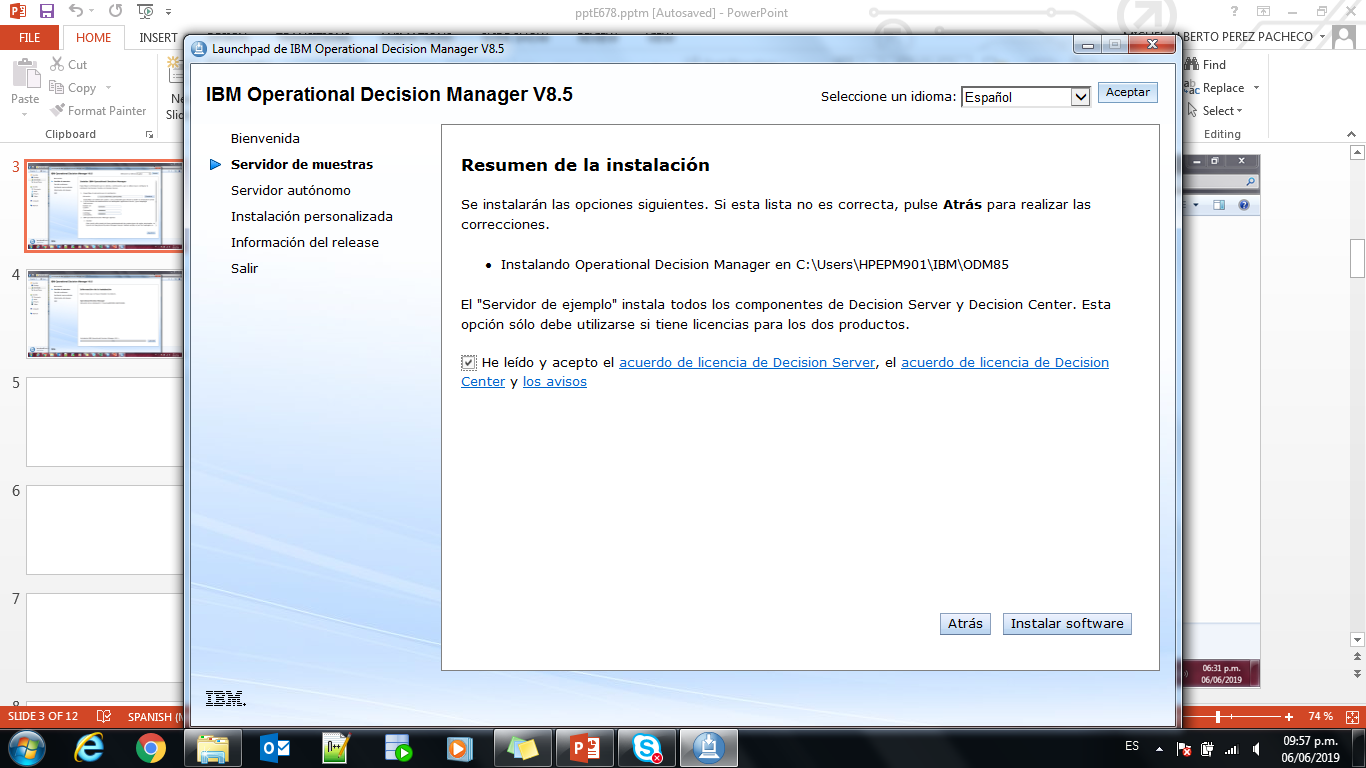 pptE678.pptm [Autosaved] - PowerPoint
FILE
HOME
INSERT
ALBERTO PEREZ PACHECO
Paste
Cut
Copy
Format Painter
Clipboard
Find
Replace
Select
Editing
Launchpad de IBM Operational Decision Manager V8.5
IBM Operational Decision Manager V8.5
Seleccione un idioma:
Español
Aceptar
Bienvenida
Servidor de muestras
Servidor autónomo
Instalación personalizada
Información del release
Salir
Resumen de la instalación
Se instalarán las opciones siguientes. Si esta lista no es correcta, pulse Atrás para realizar las
correcciones.
• Instalando Operational Decision Manager en C:\Users\HPEPM901\IBM\ODM85
El "Servidor de ejemplo" instala todos los componentes de Decision Server y Decision Center. Esta
opción sólo debe utilizarse si tiene licencias para los dos productos.
He leído y acepto el acuerdo de licencia de Decision Server, el acuerdo de licencia de Decision
Center y los avisos
Atrás
Instalar software
IBM.
3
4
5
6
7
06:31 p.m.
06/06/2019
SLIDE 3 OF 12
SPANISH
74 %
ES
09:57 p.m.
06/06/2019